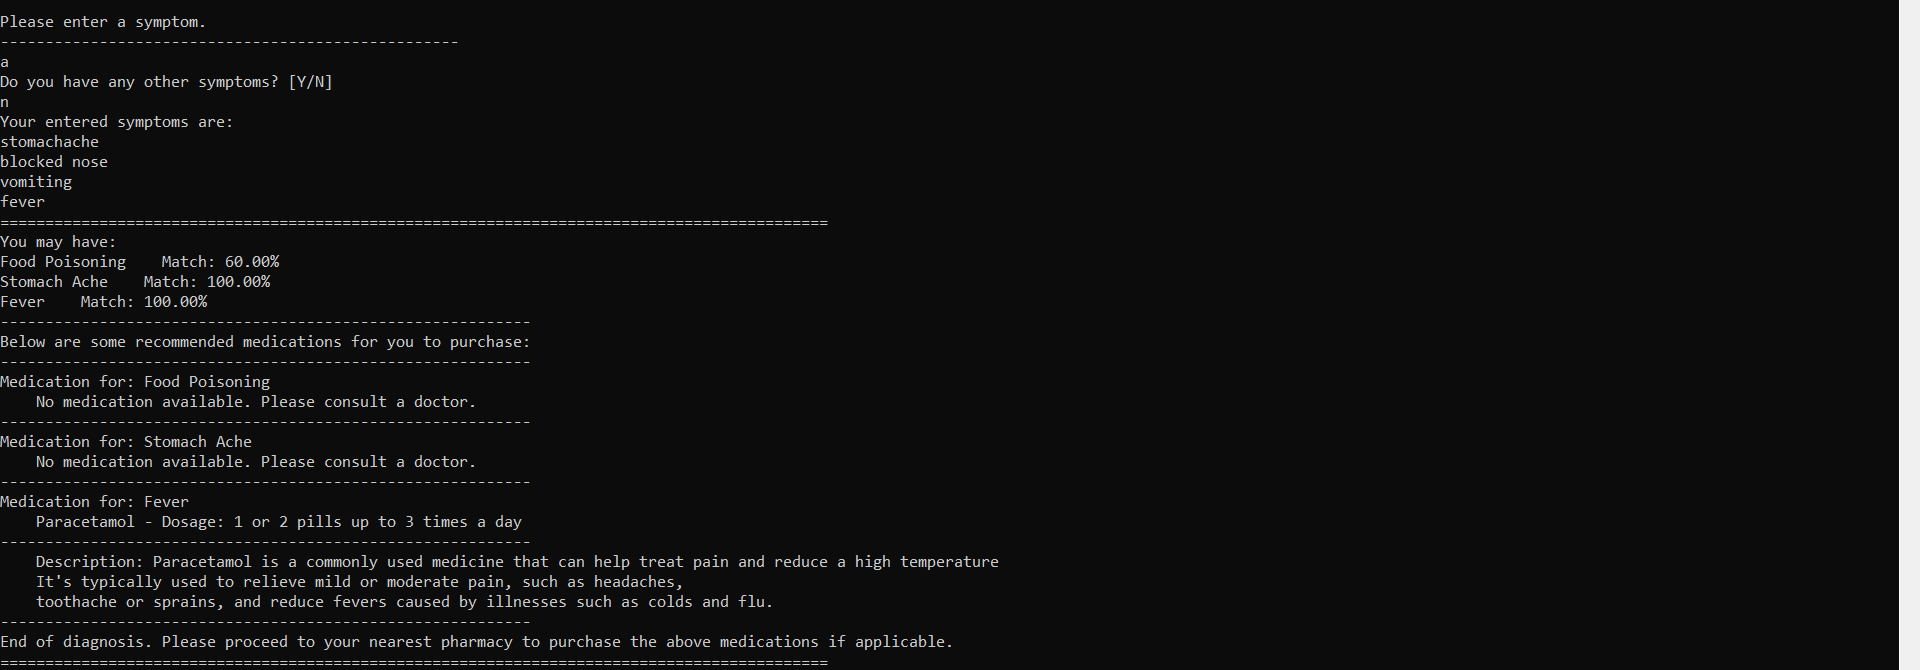 Please enter a symptom.
---------------------------------------------------
a
Do you have any other symptoms? [Y/N]
n
Your entered symptoms are:
stomachache
blocked nose
vomiting
fever
============================================================================================
You may have:
Food Poisoning    Match: 60.00%
Stomach Ache    Match: 100.00%
Fever    Match: 100.00%
-----------------------------------------------------------
Below are some recommended medications for you to purchase:
-----------------------------------------------------------
Medication for: Food Poisoning
    No medication available. Please consult a doctor.
-----------------------------------------------------------
Medication for: Stomach Ache
    No medication available. Please consult a doctor.
-----------------------------------------------------------
Medication for: Fever
    Paracetamol - Dosage: 1 or 2 pills up to 3 times a day
-----------------------------------------------------------
    Description: Paracetamol is a commonly used medicine that can help treat pain and reduce a high temperature
    It's typically used to relieve mild or moderate pain, such as headaches,
    toothache or sprains, and reduce fevers caused by illnesses such as colds and flu.
-----------------------------------------------------------
End of diagnosis. Please proceed to your nearest pharmacy to purchase the above medications if applicable.
============================================================================================